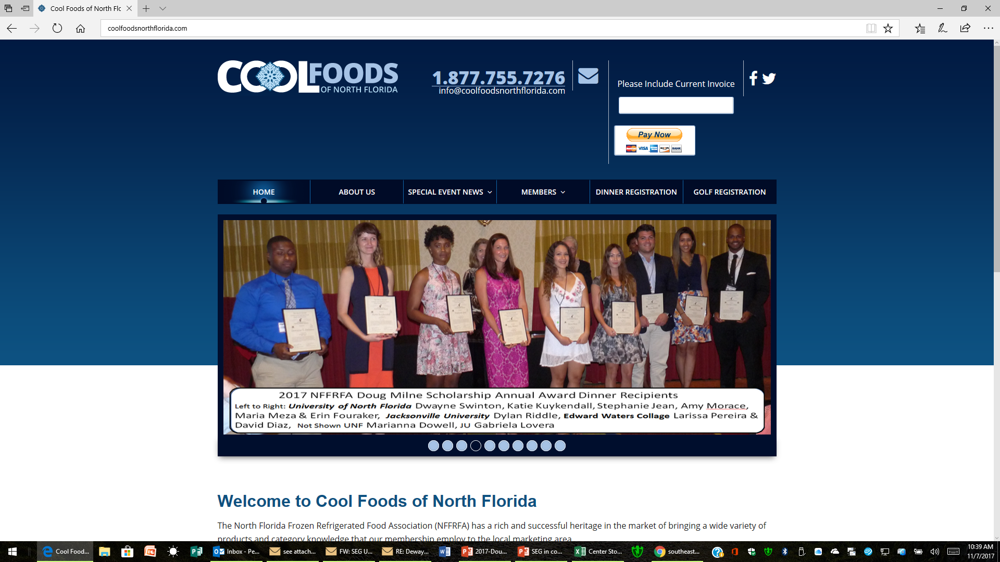 Cool Foods of North Flo
coolfoodsnorthflorida.com
COOL FOODS
OF NORTH FLORIDA
1.877.755.7276
info@coolfoodsnorthflorida.com
Please Include Current Invoice
Pay Now
VISA
BANK
HOME
ABOUT US
SPECIAL EVENT NEWS
MEMBERS
DINNER REGISTRATION
GOLF REGISTRATION
2017 NFFRFA Doug Milne Scholarship Annual Award Dinner Recipients
Left to Right: University of North Florida Dwayne Swinton, Katie Kuykendall, Stephanie Jean, Amy Morace,
Maria Meza & Erin Fouraker, Jacksonville University Dylan Riddle, Edward Waters Collage Larissa Pereira &
David Diaz, Not Shown UNF Marianna Dowell, JU Gabriela Lovera
Welcome to Cool Foods of North Florida
The North Florida Frozen Refrigerated Food Association (NFFRFA) has a rich and successful heritage in the market of bringing a wide variety of
products and category knowledge that our membership employ to the local marketing area.
Cool Food...
Inbox - Pe...
see attach...
FW: SEG U...
RE: Deway...
2017-Dou...
SEG in co...
Center Sto...
southeast...
10:39 AM
11/7/2017